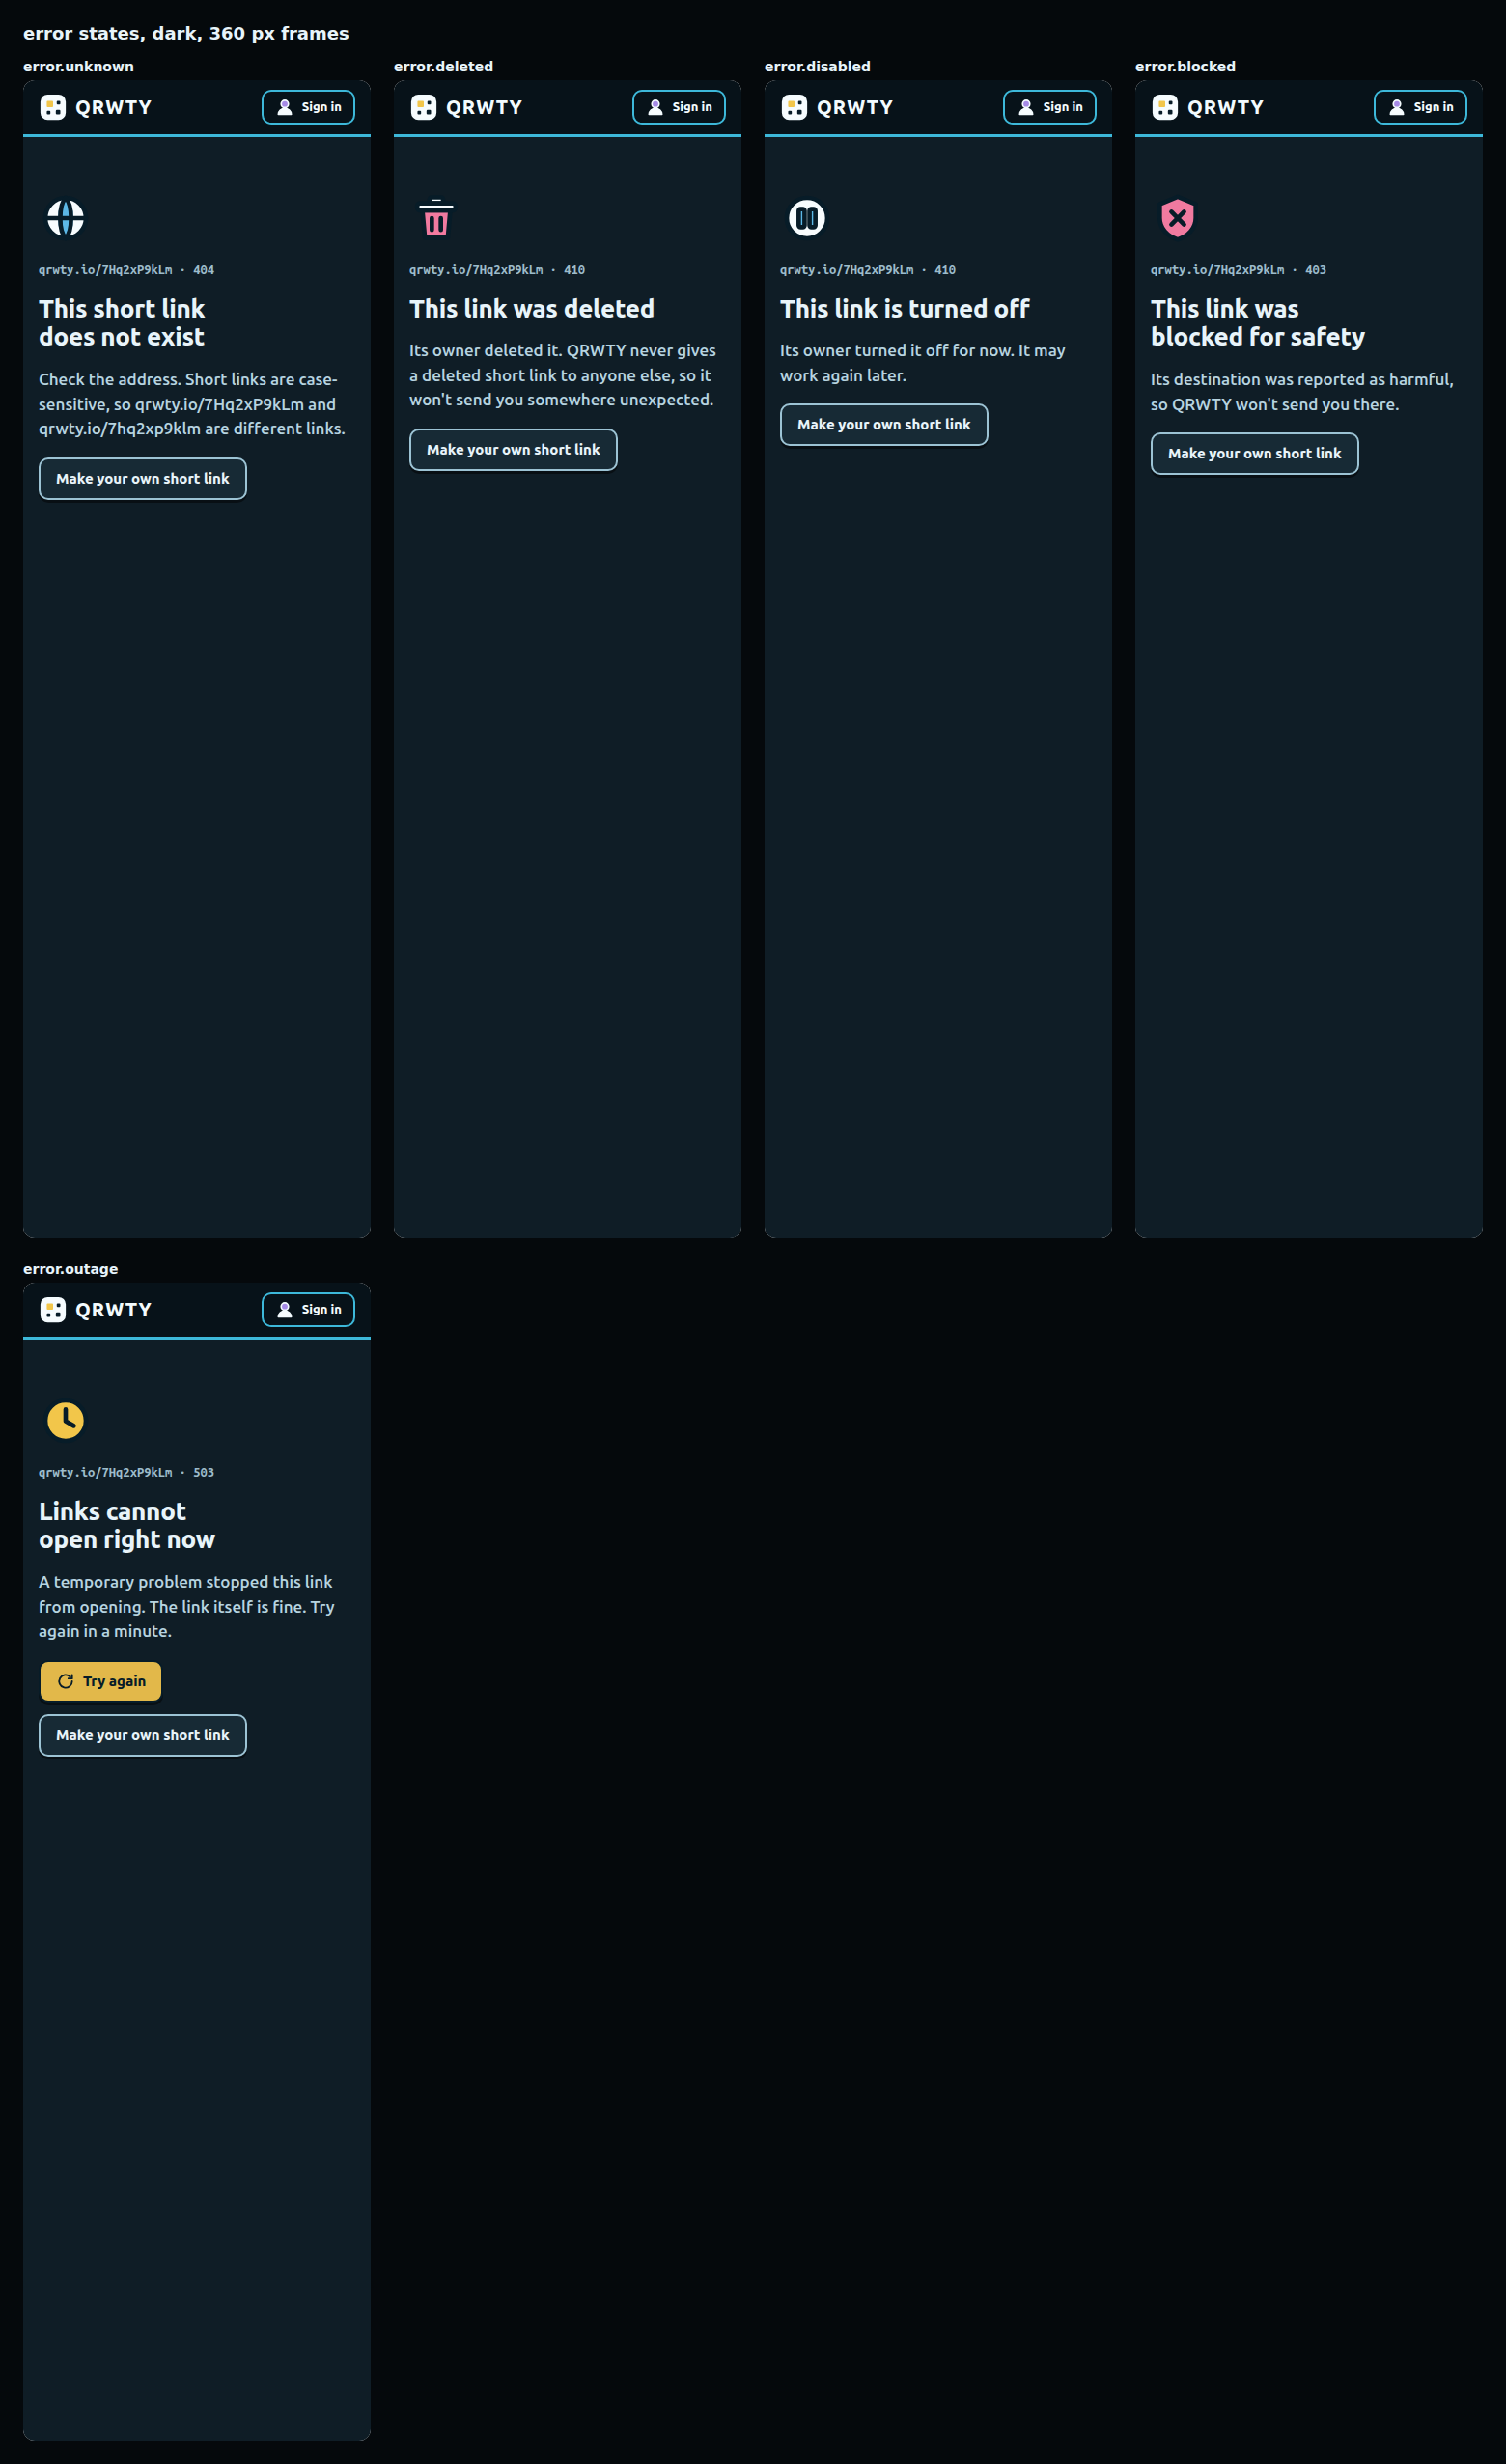 error states, dark, 360 px frames
error.unknown
QRWTY
Sign in
qrwty.io/7Hq2xP9kLm · 404
This short link
does not exist
Check the address. Short links are case-
sensitive, so qrwty.io/7Hq2xP9kLm and
qrwty.io/7hq2xp9klm are different links.
Make your own short link
error.deleted
QRWTY
Sign in
qrwty.io/7Hq2xP9kLm · 410
This link was deleted
Its owner deleted it. QRWTY never gives
a deleted short link to anyone else, so it
won't send you somewhere unexpected.
Make your own short link
error.disabled
QRWTY
Sign in
qrwty.io/7Hq2xP9kLm · 410
This link is turned off
Its owner turned it off for now. It may
work again later.
Make your own short link
error.blocked
QRWTY
Sign in
qrwty.io/7Hq2xP9kLm · 403
This link was
blocked for safety
Its destination was reported as harmful,
so QRWTY won't send you there.
Make your own short link
error.outage
QRWTY
Sign in
qrwty.io/7Hq2xP9kLm · 503
Links cannot
open right now
A temporary problem stopped this link
from opening. The link itself is fine. Try
again in a minute.
Try again
Make your own short link